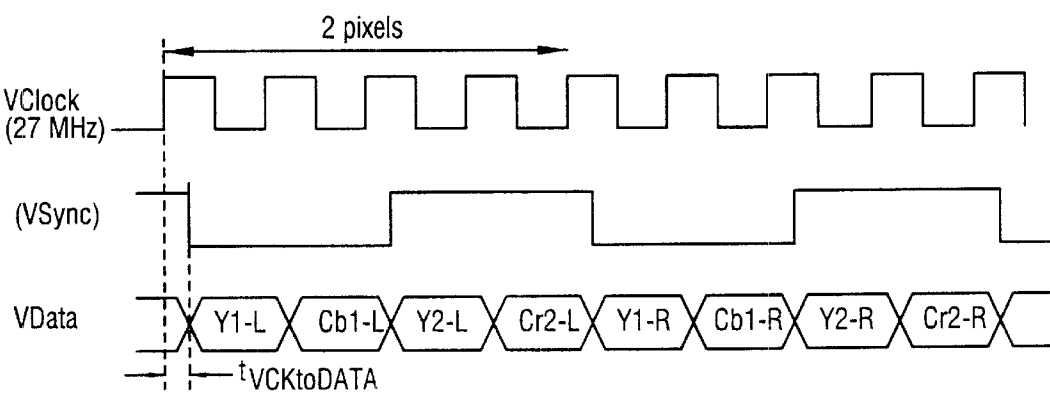 2 pixels
VClock
(27 MHz)
(VSync)
VData
Y1-L Cb1-L Y2-L Cr2-L Y1-R Cb1-R Y2-R Cr2-R
tVCKtoDATA